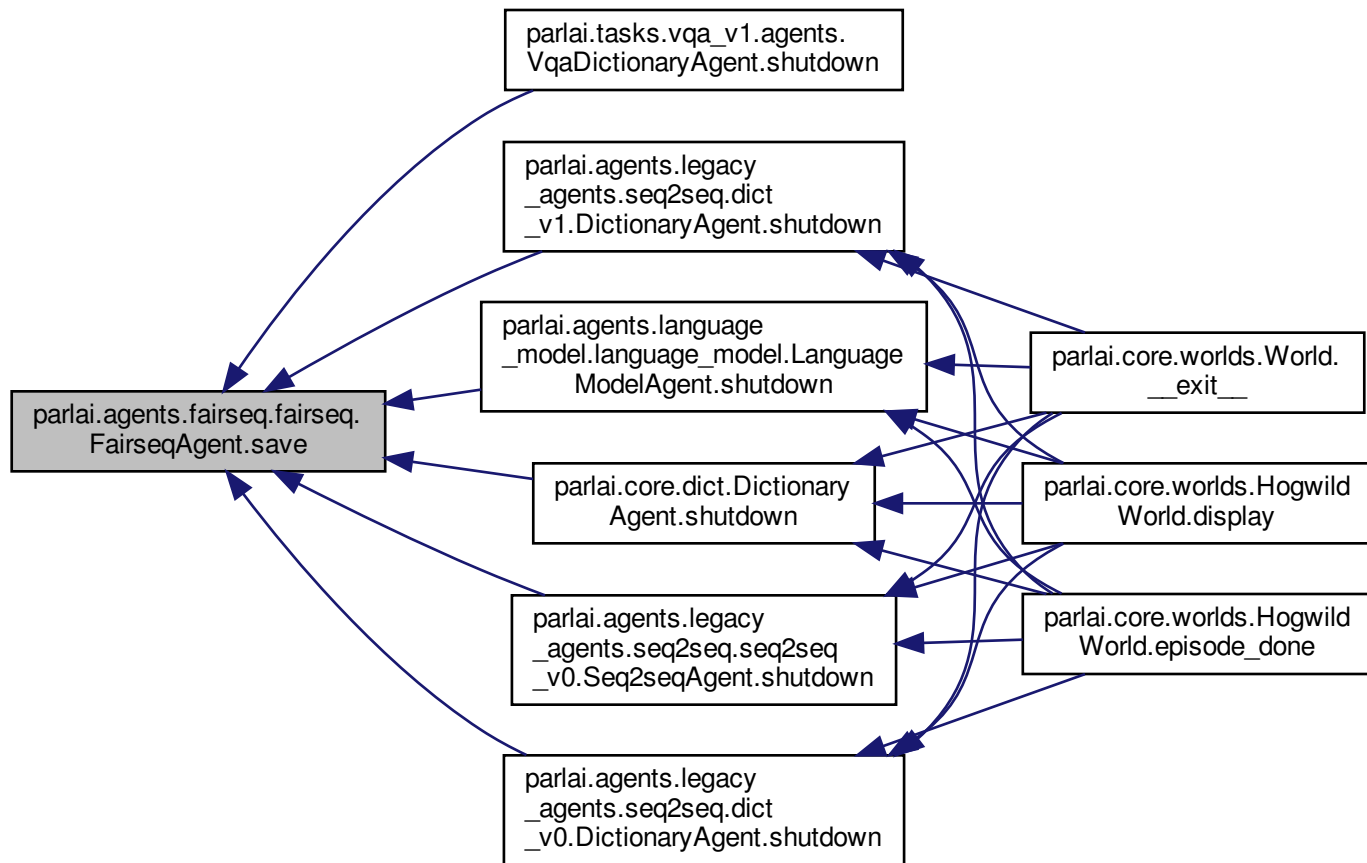 parlai.tasks.vqa_v1.agents.
VqaDictionaryAgent.shutdown
parlai.agents.legacy
_agents.seq2seq.dict
_v1.DictionaryAgent.shutdown
parlai.agents.language
_model.language_model.Language
ModelAgent.shutdown
parlai.core.worlds.World.
__exit__
parlai.agents.fairseq.fairseq.
FairseqAgent.save
parlai.core.dict.Dictionary
Agent.shutdown
parlai.core.worlds.Hogwild
World.display
parlai.agents.legacy
_agents.seq2seq.seq2seq
_v0.Seq2seqAgent.shutdown
parlai.core.worlds.Hogwild
World.episode_done
parlai.agents.legacy
_agents.seq2seq.dict
_v0.DictionaryAgent.shutdown